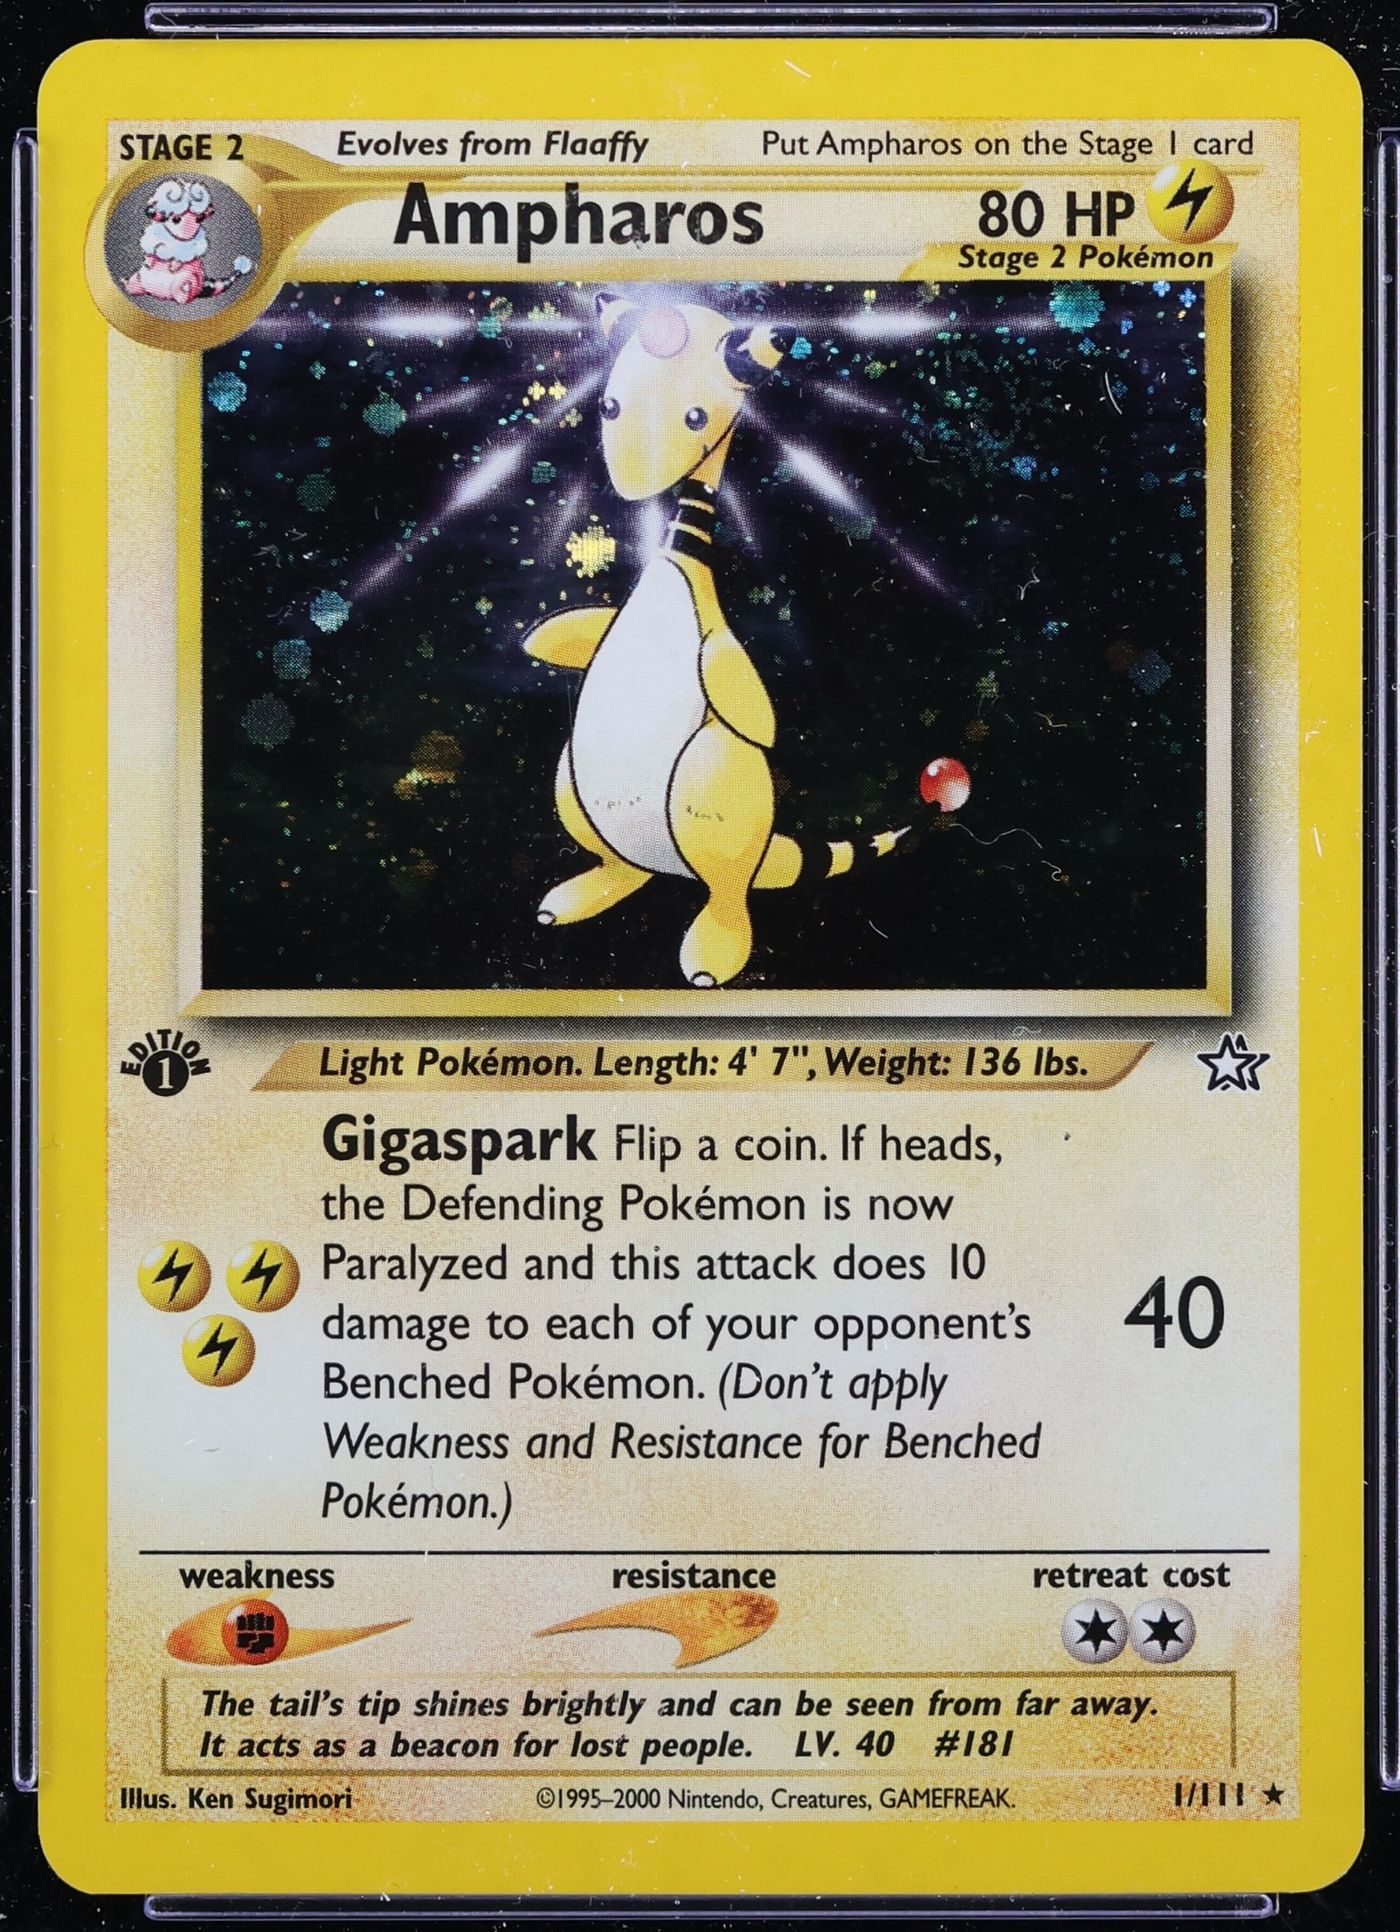 STAGE 2 Evolves from Flaaffy Put Ampharos on the Stage 1 card
Ampharos 80 HP
Stage 2 Pokémon
EDITION
1
Light Pokémon. Length: 4' 7", Weight: 136 lbs.
Gigaspark Flip a coin. If heads,
the Defending Pokémon is now
Paralyzed and this attack does 10
damage to each of your opponent's
Benched Pokémon. (Don't apply
Weakness and Resistance for Benched
Pokémon.)
40
weakness resistance retreat cost
The tail's tip shines brightly and can be seen from far away.
It acts as a beacon for lost people. LV. 40 #181
Illus. Ken Sugimori ©1995–2000 Nintendo, Creatures, GAMEFREAK. 1/111 ★